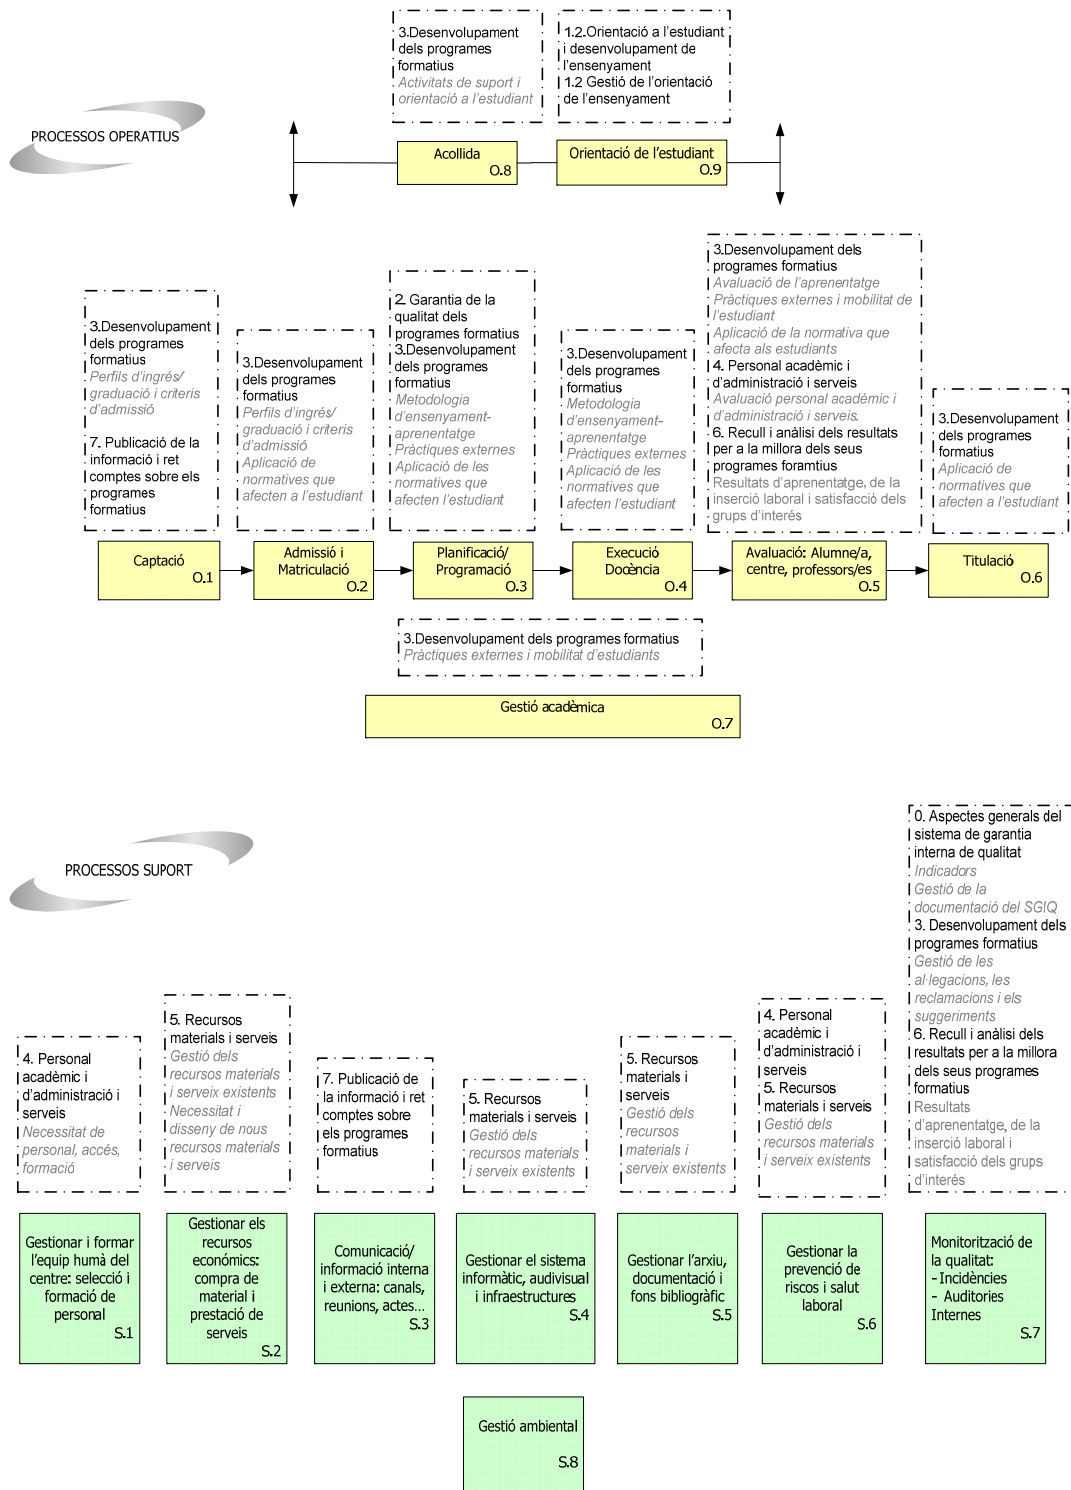 3.Desenvolupament
dels programes
formatius
Activitats de suport i
orientació a l'estudiant
1.2.Orientació a l'estudiant
i desenvolupament de
l'ensenyament
1.2 Gestió de l'orientació
de l'ensenyament
PROCESSOS OPERATIUS
Acollida
O.8
Orientació de l'estudiant
O.9
3.Desenvolupament
dels programes
formatius
Perfils d'ingrés/
graduació i criteris
d'admissió
7. Publicació de la
informació i ret
comptes sobre els
programes
formatius
3.Desenvolupament
dels programes
formatius
Perfils d'ingrés/
graduació i criteris
d'admissió
Aplicació de
normatives que
afecten a l'estudiant
2. Garantia de la
qualitat dels
programes formatius
3.Desenvolupament
dels programes
formatius
Metodologia
d'ensenyament-
aprenentatge
Pràctiques externes
Aplicació de les
normatives que
afecten l'estudiant
3.Desenvolupament
dels programes
formatius
Metodologia
d'ensenyament-
aprenentatge
Pràctiques externes
Aplicació de les
normatives que
afecten l'estudiant
3.Desenvolupament dels
programes formatius
Avaluació de l'aprenentatge
Pràctiques externes i mobilitat de
l'estudiant
Aplicació de la normativa que
afecta als estudiants
4. Personal acadèmic i
d'administració i serveis
Avaluació personal acadèmic i
d'administració i serveis.
6. Recull i anàlisi dels resultats
per a la millora dels seus
programes foramtius
Resultats d'aprenentatge, de la
inserció laboral i satisfacció dels
grups d'interés
3.Desenvolupament
dels programes
formatius
Aplicació de
normatives que
afecten a l'estudiant
Captació
O.1
Admissió i
Matriculació
O.2
Planificació/
Programació
O.3
Execució
Docència
O.4
Avaluació: Alumne/a,
centre, professors/es
O.5
Titulació
O.6
3.Desenvolupament dels programes formatius
Pràctiques externes i mobilitat d'estudiants
Gestió acadèmica
O.7
PROCESSOS SUPORT
4. Personal
acadèmic i
d'administració i
serveis
Necessitat de
personal, accés,
formació
5. Recursos
materials i serveis
Gestió dels
recursos materials
i serveix existents
Necessitat i
disseny de nous
recursos materials
i serveis
7. Publicació de
la informació i ret
comptes sobre
els programes
formatius
5. Recursos
materials i serveis
Gestió dels
recursos materials
i serveix existents
5. Recursos
materials i
serveis
Gestió dels
recursos
materials i
serveix existents
4. Personal
acadèmic i
d'administració i
serveis
5. Recursos
materials i serveis
Gestió dels
recursos materials
i serveix existents
0. Aspectes generals del
sistema de garantia
interna de qualitat
Indicadors
Gestió de la
documentació del SGIQ
3. Desenvolupament dels
programes formatius
Gestió de les
al·legacions, les
reclamacions i els
suggeriments
6. Recull i anàlisi dels
resultats per a la millora
dels seus programes
formatius
Resultats
d'aprenentatge, de la
inserció laboral i
satisfacció dels grups
d'interés
Gestionar i formar
l'equip humà del
centre: selecció i
formació de
personal
S.1
Gestionar els
recursos
económics:
compra de
material i
prestació de
serveis
S.2
Comunicació/
informació interna
i externa: canals,
reunions, actes...
S.3
Gestionar el sistema
informàtic, audivisual
i infraestructures
S.4
Gestionar l'arxiu,
documentació i
fons bibliogràfic
S.5
Gestionar la
prevenció de
riscos i salut
laboral
S.6
Monitorització de
la qualitat:
- Incidències
- Auditories
Internes
S.7
Gestió ambiental
S.8